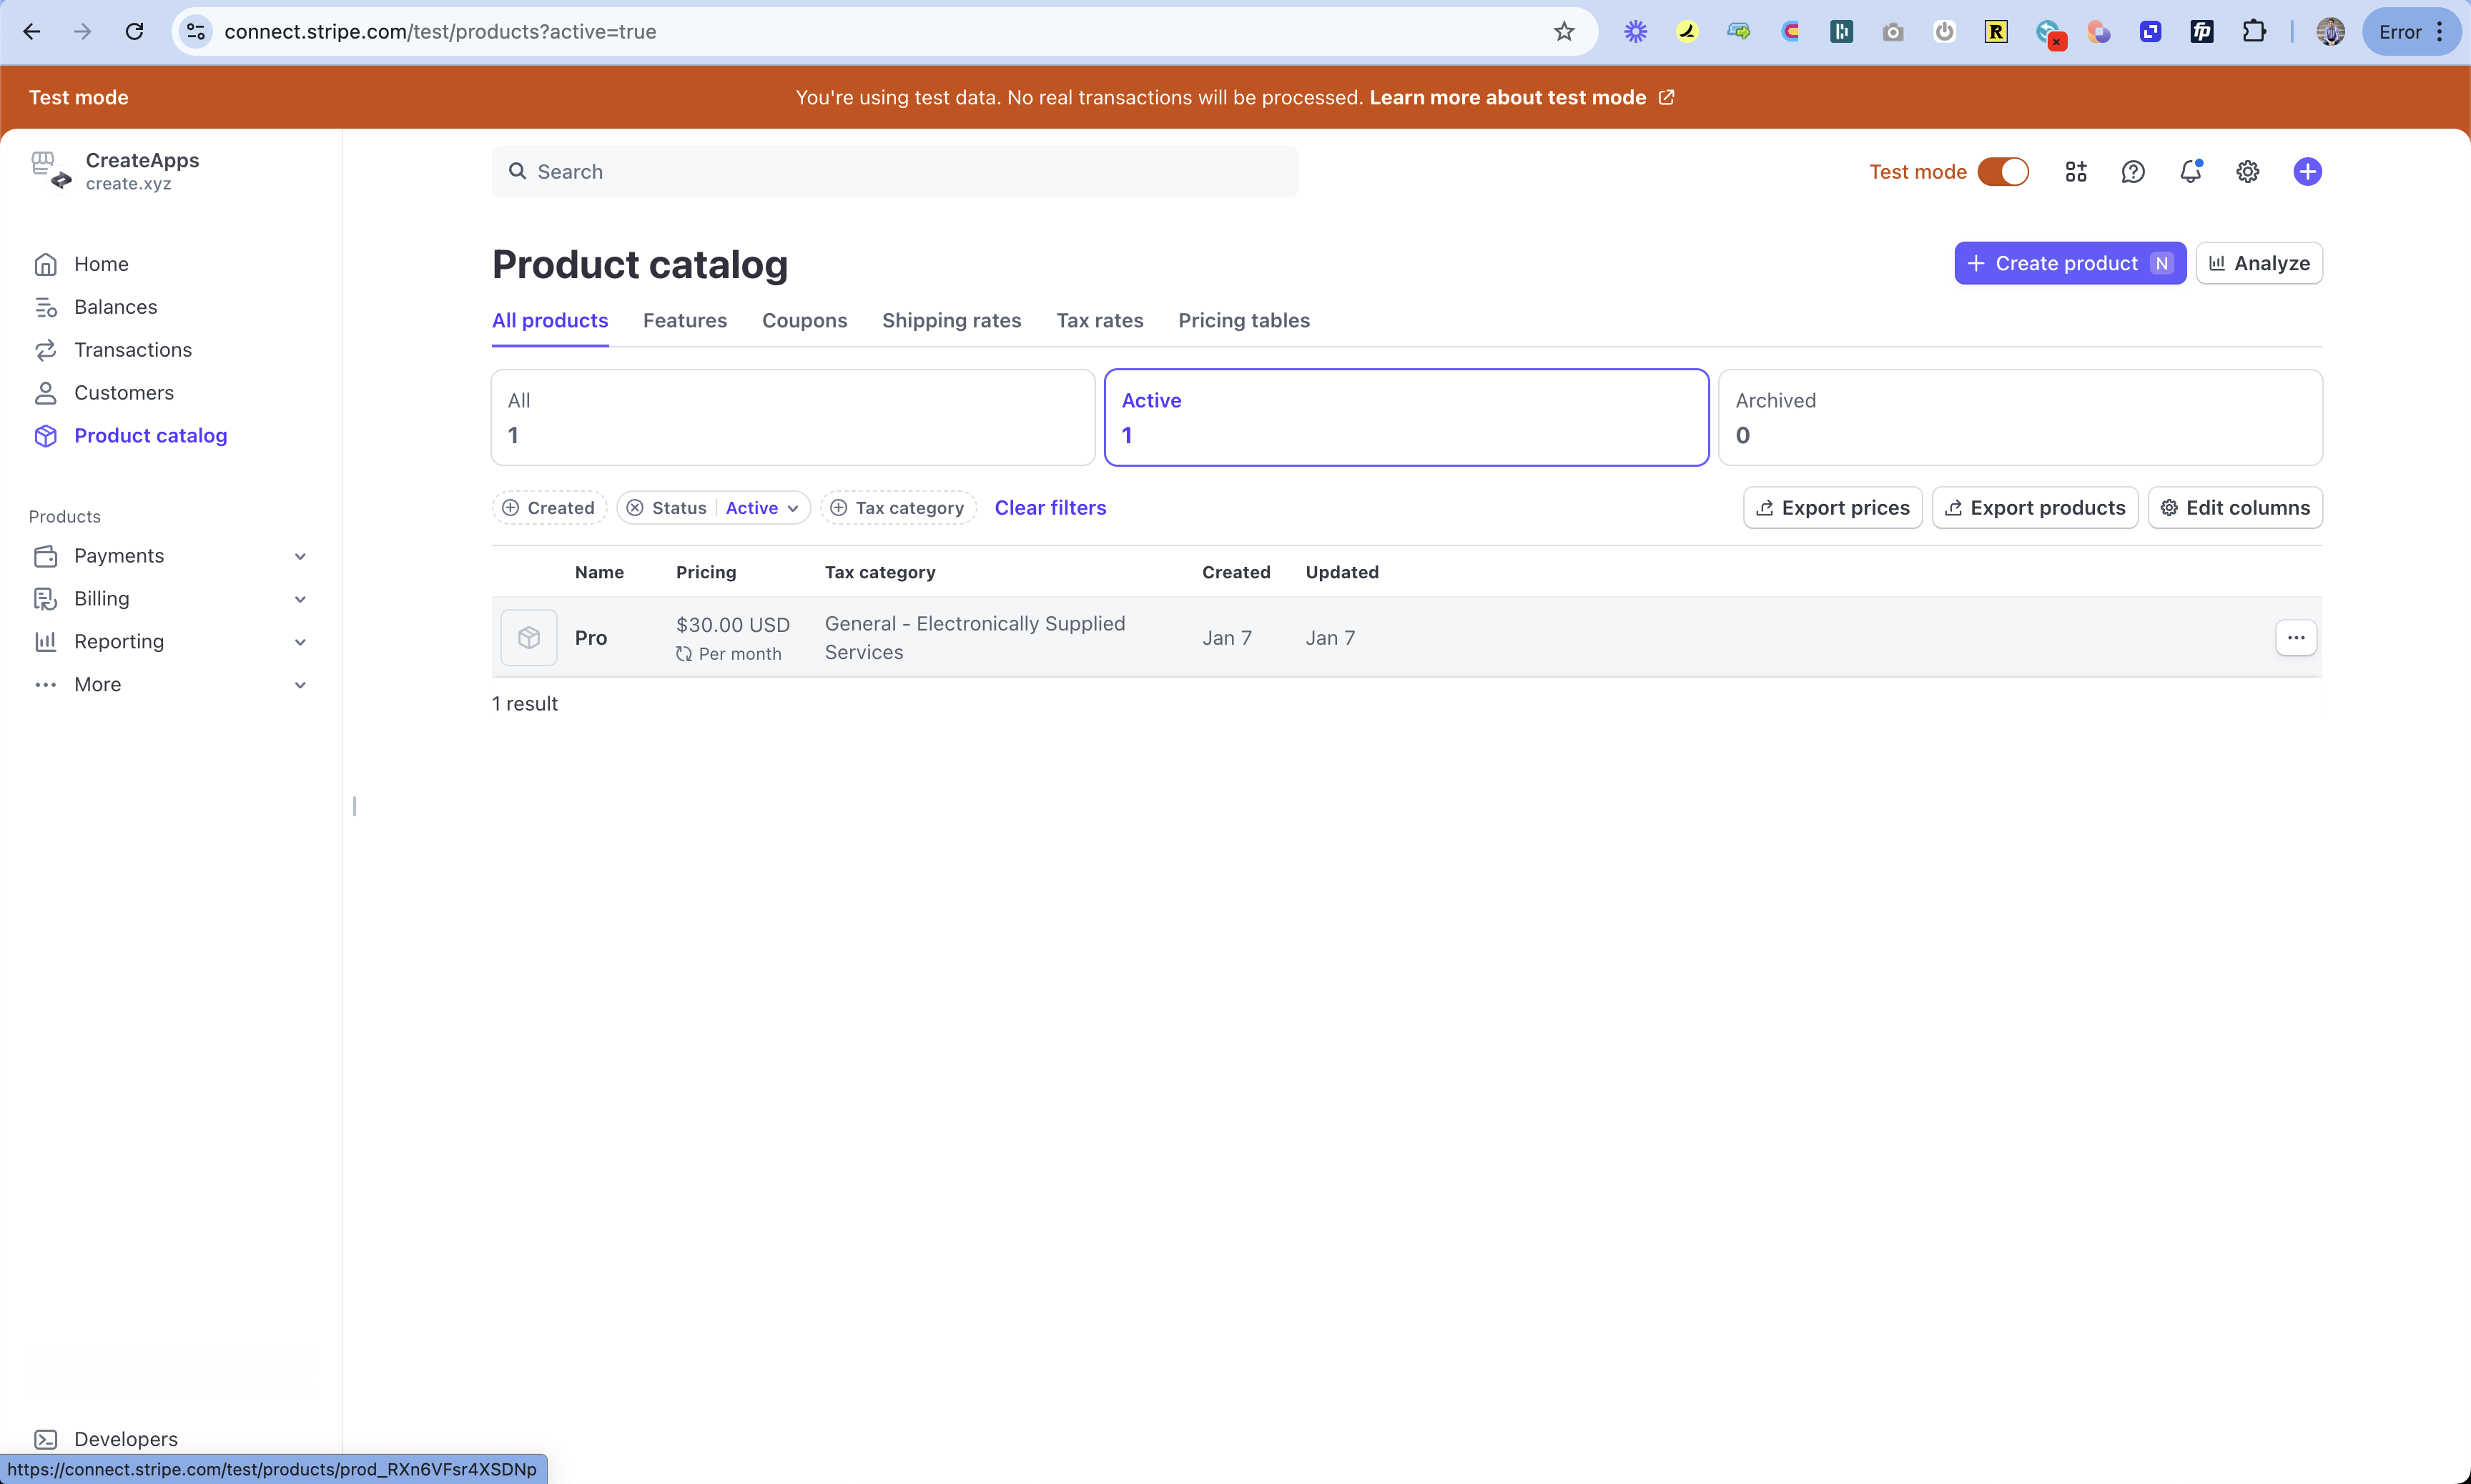 connect.stripe.com/test/products?active=true
Error
Test mode
You're using test data. No real transactions will be processed. Learn more about test mode
CreateApps
create.xyz
Search
Test mode
Home
Balances
Transactions
Customers
Product catalog
Products
Payments
Billing
Reporting
More
Developers
Product catalog
Create product N
Analyze
All products Features Coupons Shipping rates Tax rates Pricing tables
All
1
Active
1
Archived
0
Created
Status Active
Tax category
Clear filters
Export prices
Export products
Edit columns
Name Pricing Tax category Created Updated
Pro
$30.00 USD
Per month
General - Electronically Supplied
Services
Jan 7
Jan 7
1 result
https://connect.stripe.com/test/products/prod_RXn6VFsr4XSDNp